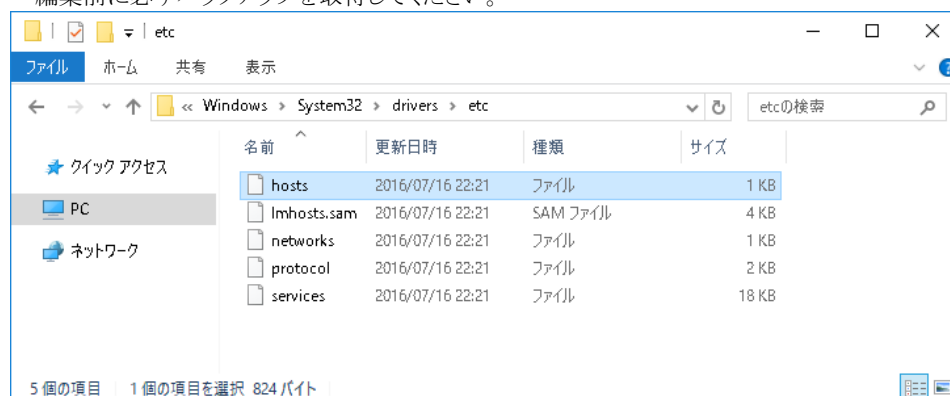 編集前に必ずバックアップを取得してください。
etc
ファイル ホーム 共有 表示
« Windows › System32 › drivers › etc etcの検索
名前 更新日時 種類 サイズ
クイック アクセス
hosts 2016/07/16 22:21 ファイル 1 KB
PC
lmhosts.sam 2016/07/16 22:21 SAM ファイル 4 KB
networks 2016/07/16 22:21 ファイル 1 KB
ネットワーク
protocol 2016/07/16 22:21 ファイル 2 KB
services 2016/07/16 22:21 ファイル 18 KB
5 個の項目 1 個の項目を選択 824 バイト